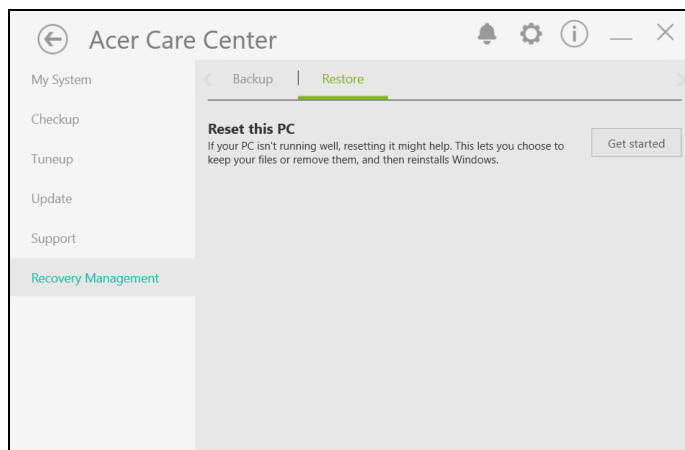 Acer Care Center
My System
Backup
Restore
Checkup
Reset this PC
If your PC isn't running well, resetting it might help. This lets you choose to
keep your files or remove them, and then reinstalls Windows.
Get started
Tuneup
Update
Support
Recovery Management